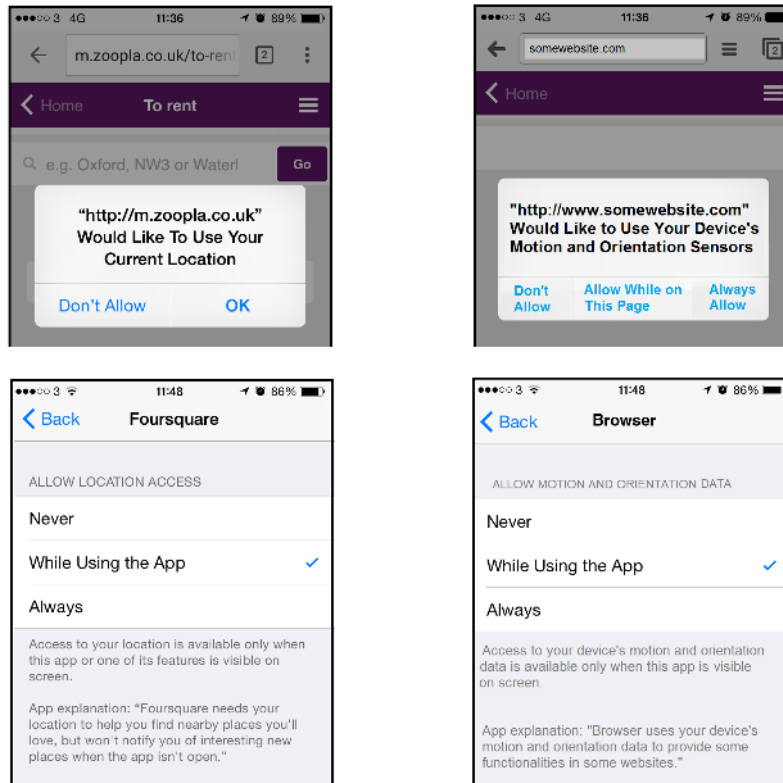 3 4G 11:36 89%
m.zoopla.co.uk/to-rent 2
Home To rent
e.g. Oxford, NW3 or Waterl Go
“http://m.zoopla.co.uk”
Would Like To Use Your
Current Location
Don't Allow OK
3 4G 11:36 89%
somewebsite.com 2
Home
"http://www.somewebsite.com"
Would Like to Use Your Device's
Motion and Orientation Sensors
Don't Allow While on Always
Allow This Page Allow
3 11:48 86%
Back Foursquare
ALLOW LOCATION ACCESS
Never
While Using the App
Always
Access to your location is available only when
this app or one of its features is visible on
screen.
App explanation: “Foursquare needs your
location to help you find nearby places you'll
love, but won't notify you of interesting new
places when the app isn't open.”
3 11:48 86%
Back Browser
ALLOW MOTION AND ORIENTATION DATA
Never
While Using the App
Always
Access to your device's motion and orientation
data is available only when this app is visible
on screen.
App explanation: "Browser uses your device's
motion and orientation data to provide some
functionalities in some websites."